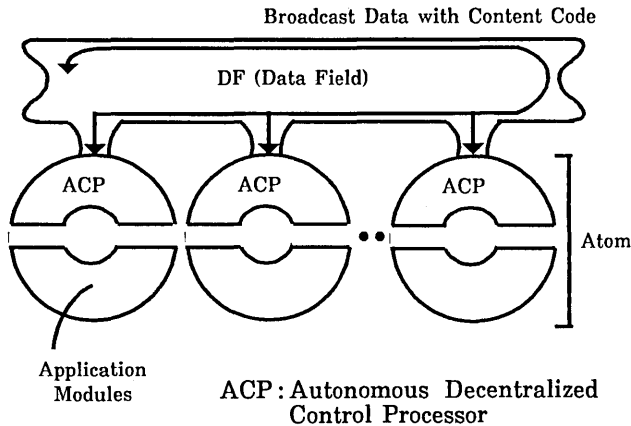 Broadcast Data with Content Code
DF (Data Field)
ACP
ACP
ACP
Atom
Application
Modules
ACP : Autonomous Decentralized
Control Processor